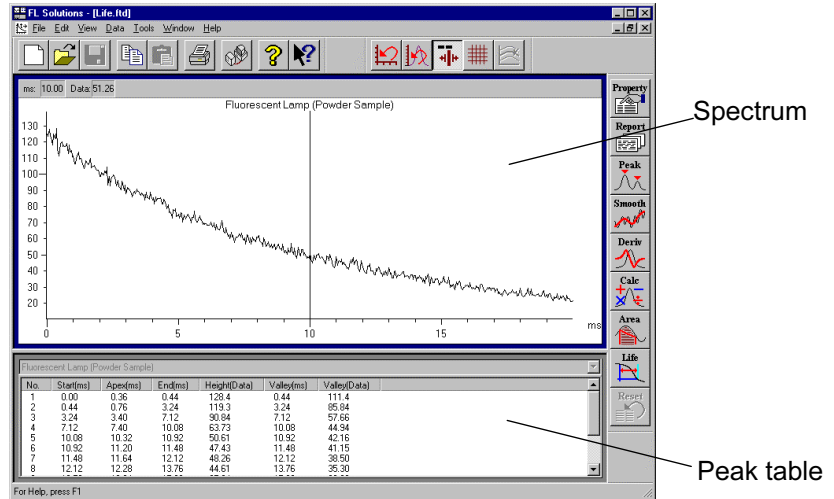 FL Solutions - [Life.ftd]
File Edit View Data Tools Window Help
ms: 10.00 Data: 51.26
Fluorescent Lamp (Powder Sample)
130
120
110
100
90
80
70
60
50
40
30
20
0 5 10 15 ms
Property
Report
Peak
Smooth
Deriv
Calc
Area
Life
Reset
Spectrum
Fluorescent Lamp (Powder Sample)
No. Start(ms) Apex(ms) End(ms) Height(Data) Valley(ms) Valley(Data)
1 0.00 0.36 0.44 128.4 0.44 111.4
2 0.44 0.76 3.24 119.3 3.24 85.84
3 3.24 3.40 7.12 90.84 7.12 57.66
4 7.12 7.40 10.08 63.73 10.08 44.94
5 10.08 10.32 10.92 50.61 10.92 42.16
6 10.92 11.20 11.48 47.43 11.48 41.15
7 11.48 11.64 12.12 48.26 12.12 38.50
8 12.12 12.28 13.76 44.61 13.76 35.30
Peak table
For Help, press F1